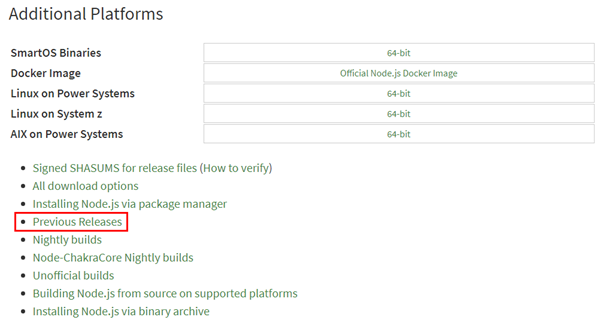 Additional Platforms
SmartOS Binaries 64-bit
Docker Image Official Node.js Docker Image
Linux on Power Systems 64-bit
Linux on System z 64-bit
AIX on Power Systems 64-bit
Signed SHASUMS for release files (How to verify)
All download options
Installing Node.js via package manager
Previous Releases
Nightly builds
Node-ChakraCore Nightly builds
Unofficial builds
Building Node.js from source on supported platforms
Installing Node.js via binary archive